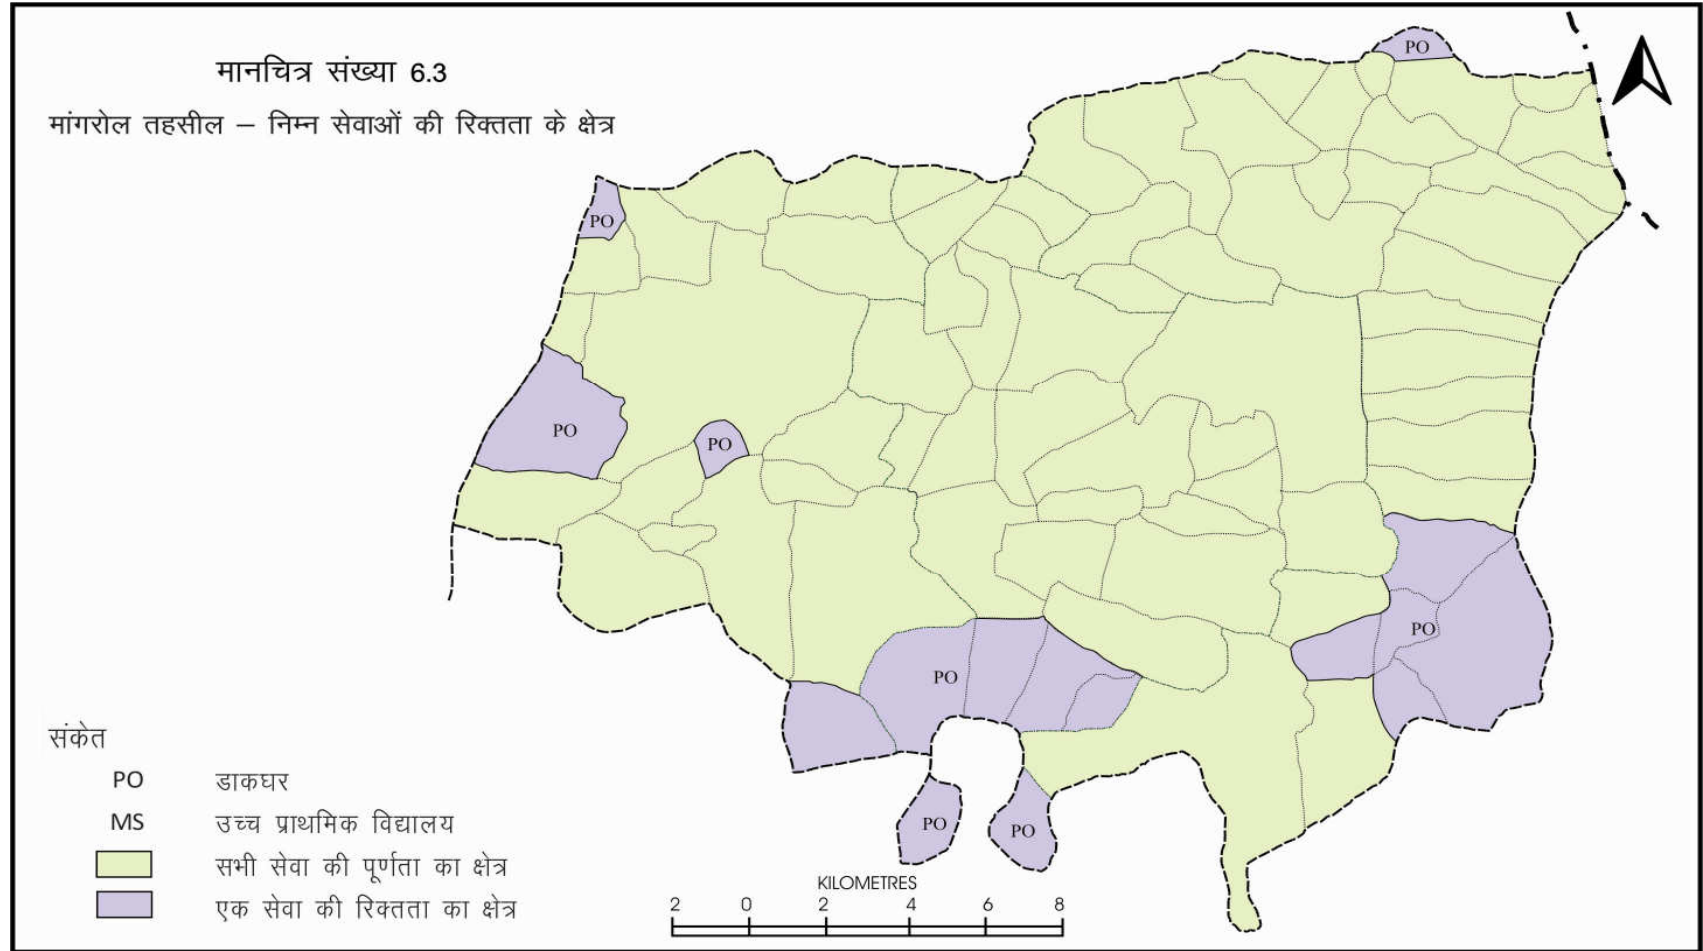 मानचित्र संख्या 6.3
मांगरोल तहसील – निम्न सेवाओं की रिक्तता के क्षेत्र
PO
PO
PO
PO
PO
PO
PO
PO
संकेत
PO डाकघर
MS उच्च प्राथमिक विद्यालय
सभी सेवा की पूर्णता का क्षेत्र
एक सेवा की रिक्तता का क्षेत्र
KILOMETRES
2 0 2 4 6 8